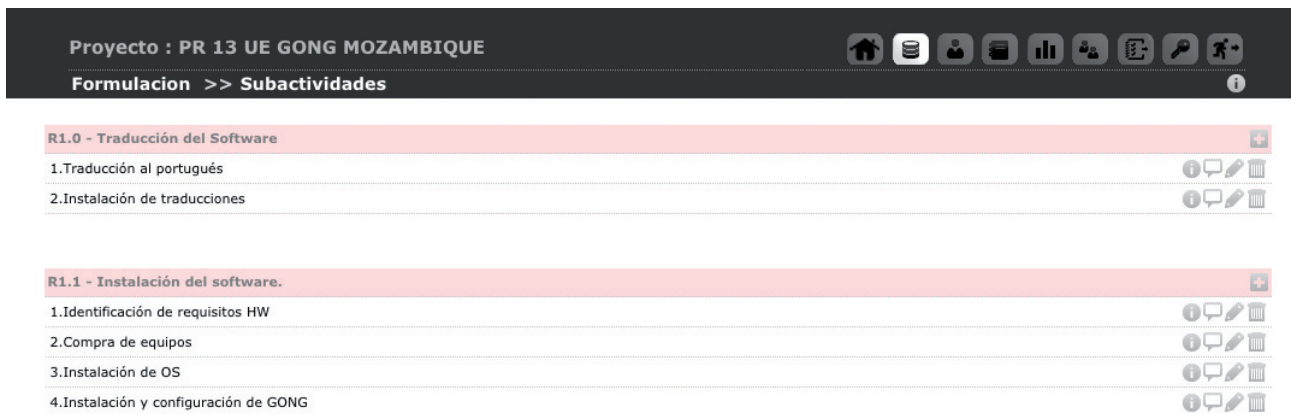 Proyecto : PR 13 UE GONG MOZAMBIQUE
Formulacion >> Subactividades
R1.0 - Traducción del Software
1.Traducción al portugués
2.Instalación de traducciones
R1.1 - Instalación del software.
1.Identificación de requisitos HW
2.Compra de equipos
3.Instalación de OS
4.Instalación y configuración de GONG